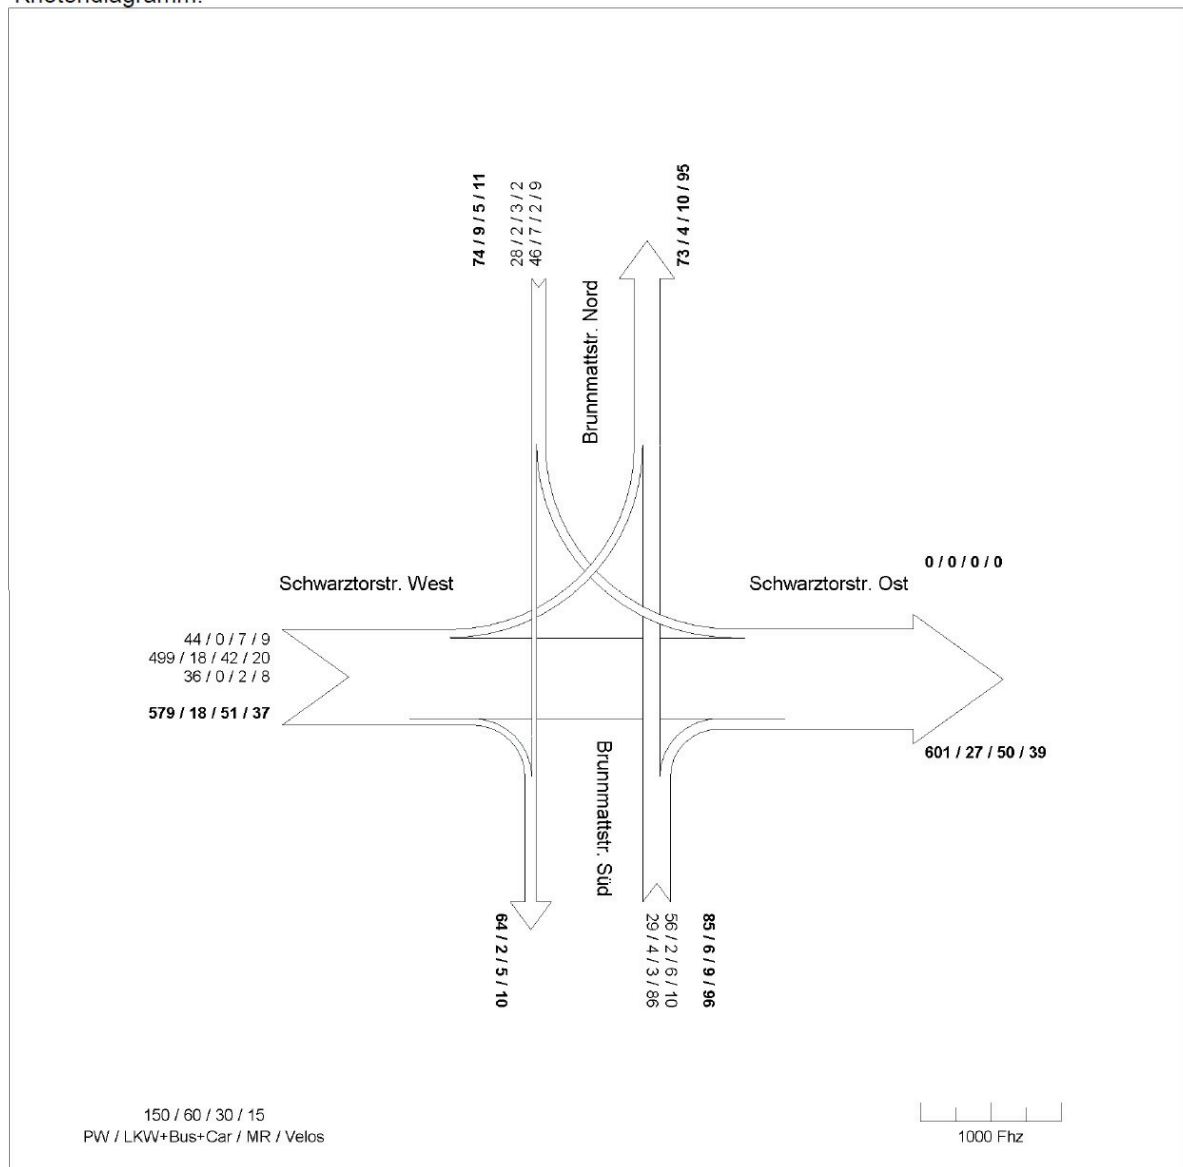 Knotendiagramm:
74 / 9 / 5 / 11
28 / 2 / 3 / 2
46 / 7 / 2 / 9
73 / 4 / 10 / 95
Brunnmattstr. Nord
0 / 0 / 0 / 0
Schwarztorstr. West
Schwarztorstr. Ost
44 / 0 / 7 / 9
499 / 18 / 42 / 20
36 / 0 / 2 / 8
579 / 18 / 51 / 37
601 / 27 / 50 / 39
Brunnmattstr. Süd
64 / 2 / 5 / 10
29 / 4 / 3 / 86
56 / 2 / 6 / 10
85 / 6 / 9 / 96
150 / 60 / 30 / 15
PW / LKW+Bus+Car / MR / Velos
1000 Fhz